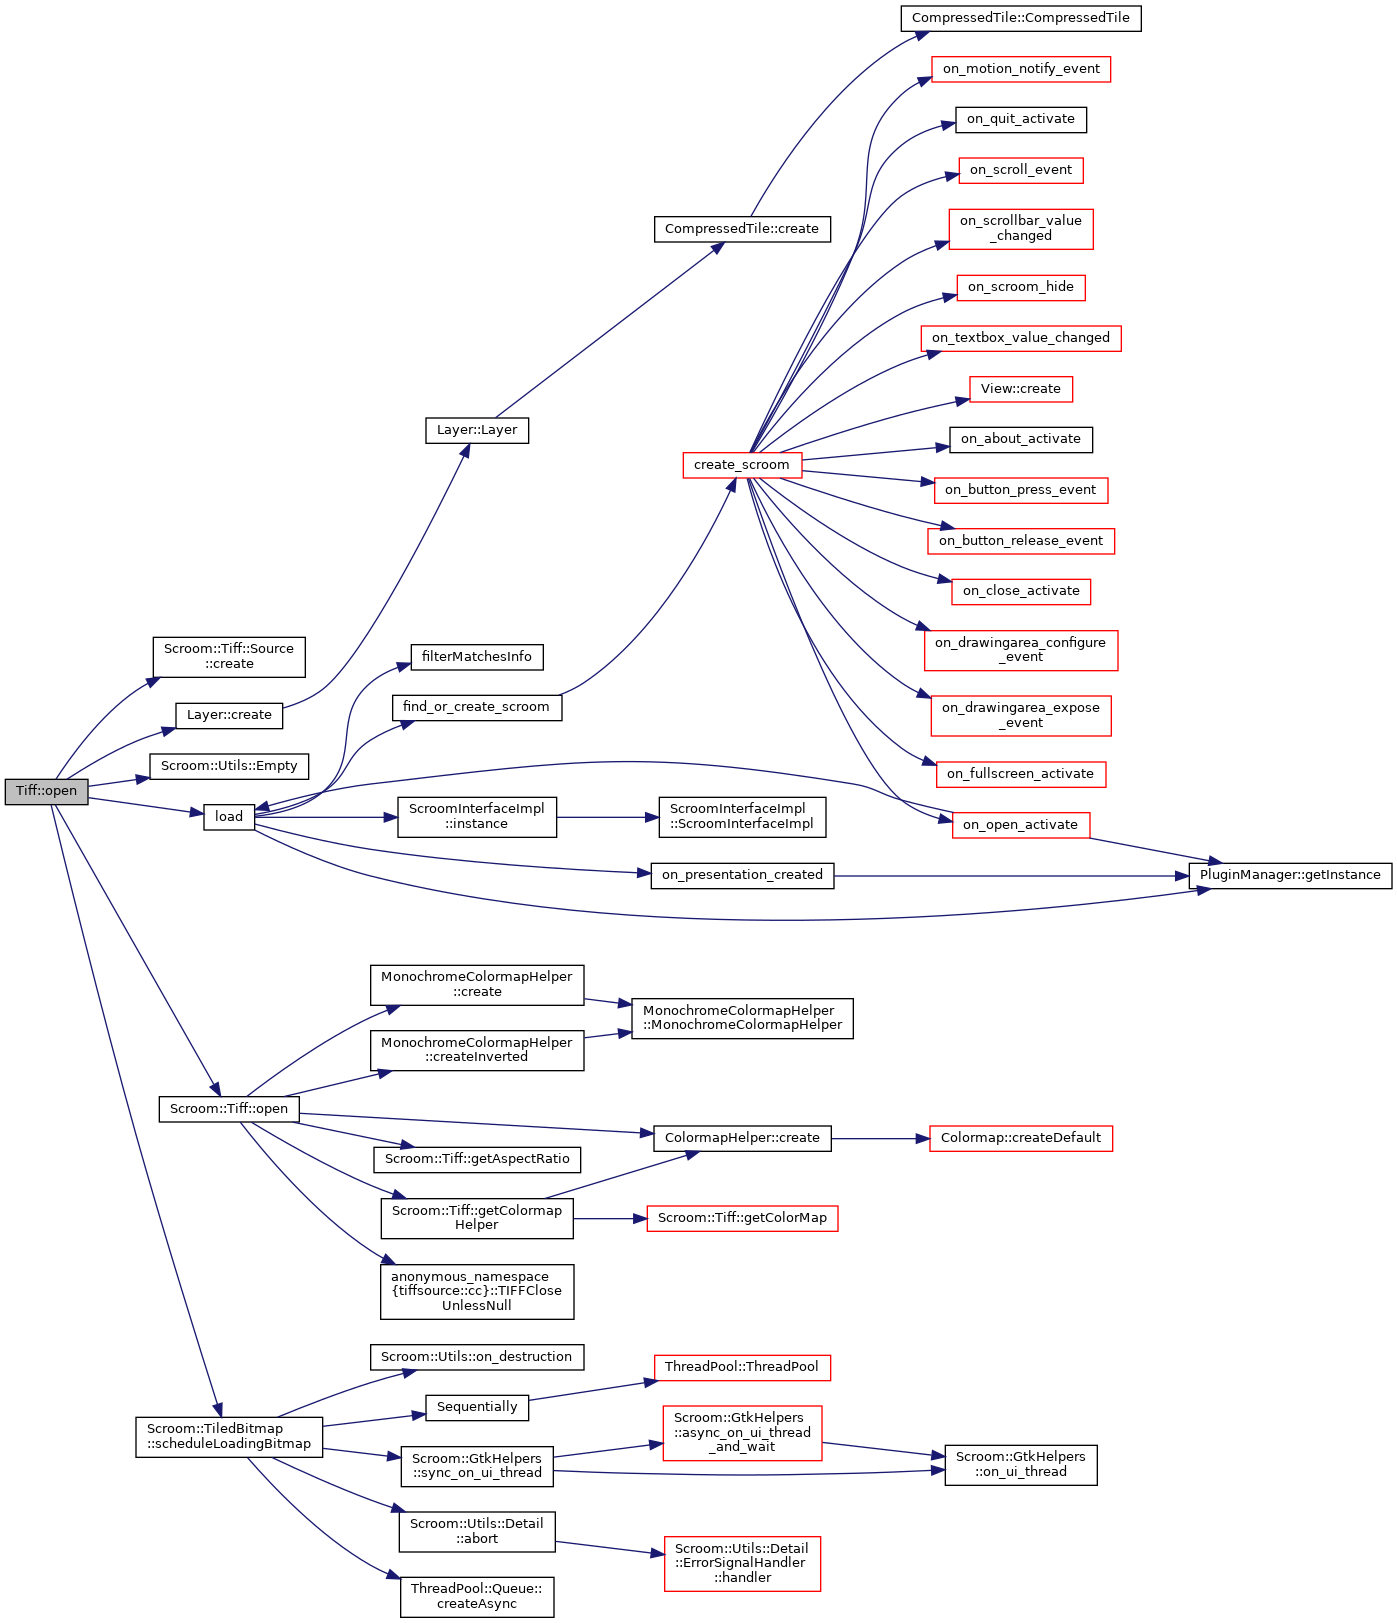 CompressedTile::CompressedTile
on_motion_notify_event
on_quit_activate
on_scroll_event
on_scrollbar_value
_changed
CompressedTile::create
on_scroom_hide
on_textbox_value_changed
View::create
Layer::Layer
on_about_activate
create_scroom
on_button_press_event
on_button_release_event
on_close_activate
Scroom::Tiff::Source
::create
filterMatchesInfo
on_drawingarea_configure
_event
Layer::create
find_or_create_scroom
on_drawingarea_expose
_event
Scroom::Utils::Empty
on_fullscreen_activate
Tiff::open
load
ScroomInterfaceImpl
::instance
ScroomInterfaceImpl
::ScroomInterfaceImpl
on_open_activate
on_presentation_created
PluginManager::getInstance
MonochromeColormapHelper
::create
MonochromeColormapHelper
::MonochromeColormapHelper
MonochromeColormapHelper
::createInverted
Scroom::Tiff::open
ColormapHelper::create
Colormap::createDefault
Scroom::Tiff::getAspectRatio
Scroom::Tiff::getColormap
Helper
Scroom::Tiff::getColorMap
anonymous_namespace
{tiffsource::cc}::TIFFClose
UnlessNull
Scroom::Utils::on_destruction
ThreadPool::ThreadPool
Sequentially
Scroom::TiledBitmap
::scheduleLoadingBitmap
Scroom::GtkHelpers
::async_on_ui_thread
_and_wait
Scroom::GtkHelpers
::sync_on_ui_thread
Scroom::GtkHelpers
::on_ui_thread
Scroom::Utils::Detail
::abort
Scroom::Utils::Detail
::ErrorSignalHandler
::handler
ThreadPool::Queue::
createAsync